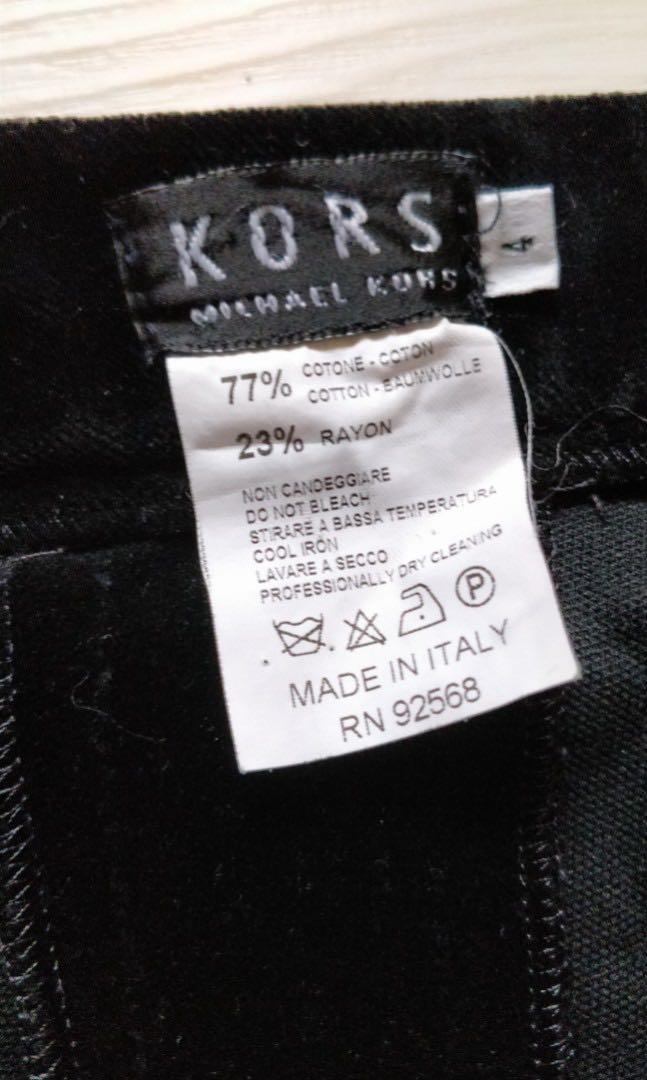 KORS
MICHAEL KORS
4
77% COTONE - COTON
COTTON - BAUMWOLLE
23% RAYON
NON CANDEGGIARE
DO NOT BLEACH
STIRARE A BASSA TEMPERATURA
COOL IRON
LAVARE A SECCO
PROFESSIONALLY DRY CLEANING
P
MADE IN ITALY
RN 92568